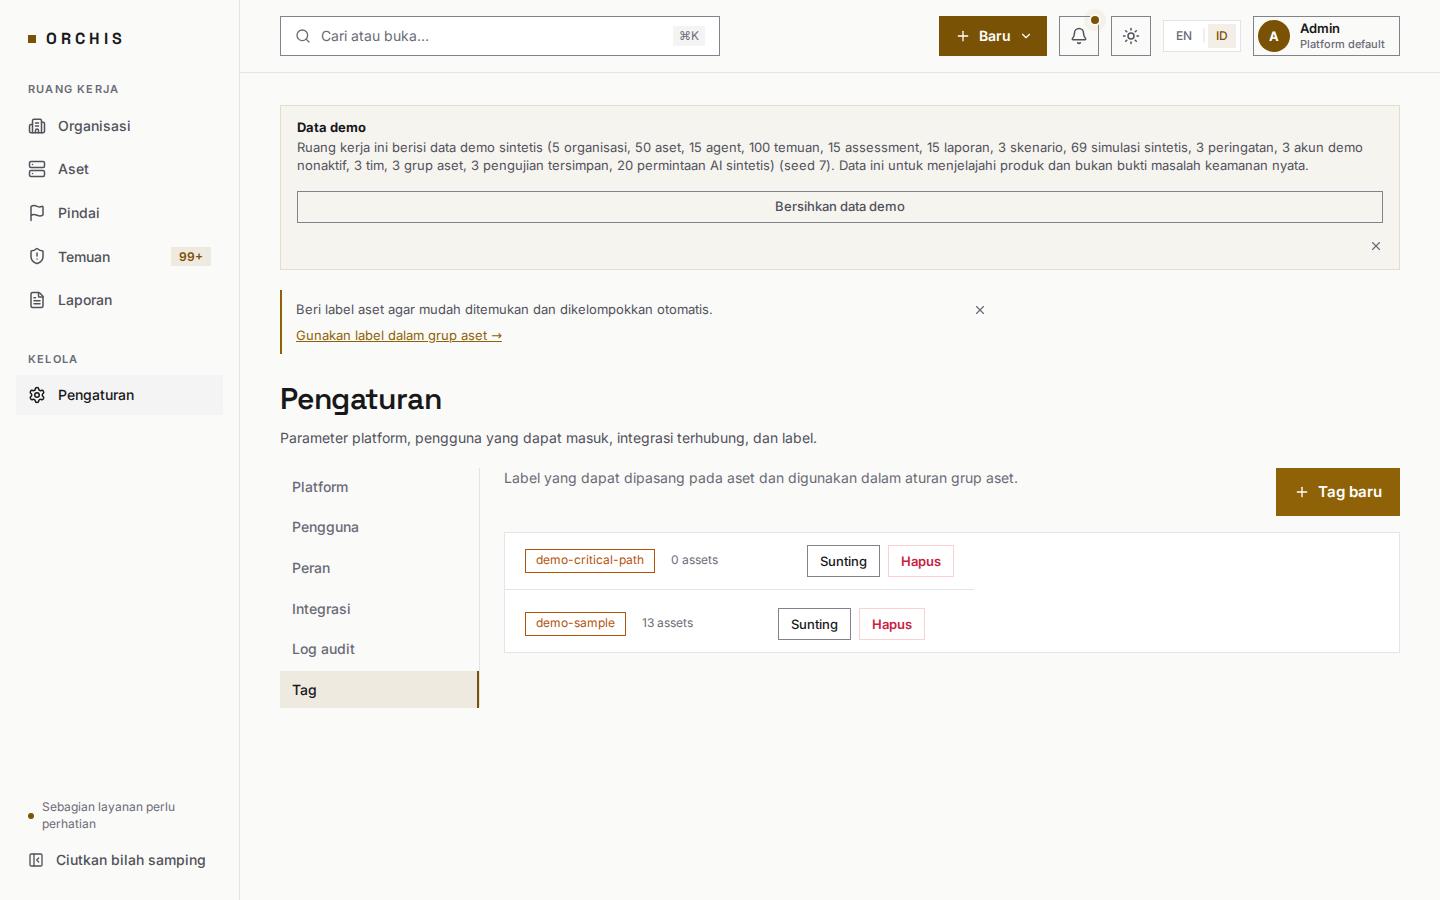 ORCHIS
RUANG KERJA
Organisasi
Aset
Pindai
Temuan 99+
Laporan
KELOLA
Pengaturan
Sebagian layanan perlu
perhatian
Ciutkan bilah samping
Cari atau buka... ⌘K
Baru
EN ID
A
Admin
Platform default
Data demo
Ruang kerja ini berisi data demo sintetis (5 organisasi, 50 aset, 15 agent, 100 temuan, 15 assessment, 15 laporan, 3 skenario, 69 simulasi sintetis, 3 peringatan, 3 akun demo
nonaktif, 3 tim, 3 grup aset, 3 pengujian tersimpan, 20 permintaan AI sintetis) (seed 7). Data ini untuk menjelajahi produk dan bukan bukti masalah keamanan nyata.
Bersihkan data demo
Beri label aset agar mudah ditemukan dan dikelompokkan otomatis.
Gunakan label dalam grup aset →
Pengaturan
Parameter platform, pengguna yang dapat masuk, integrasi terhubung, dan label.
Platform
Pengguna
Peran
Integrasi
Log audit
Tag
Label yang dapat dipasang pada aset dan digunakan dalam aturan grup aset.
Tag baru
demo-critical-path 0 assets Sunting Hapus
demo-sample 13 assets Sunting Hapus